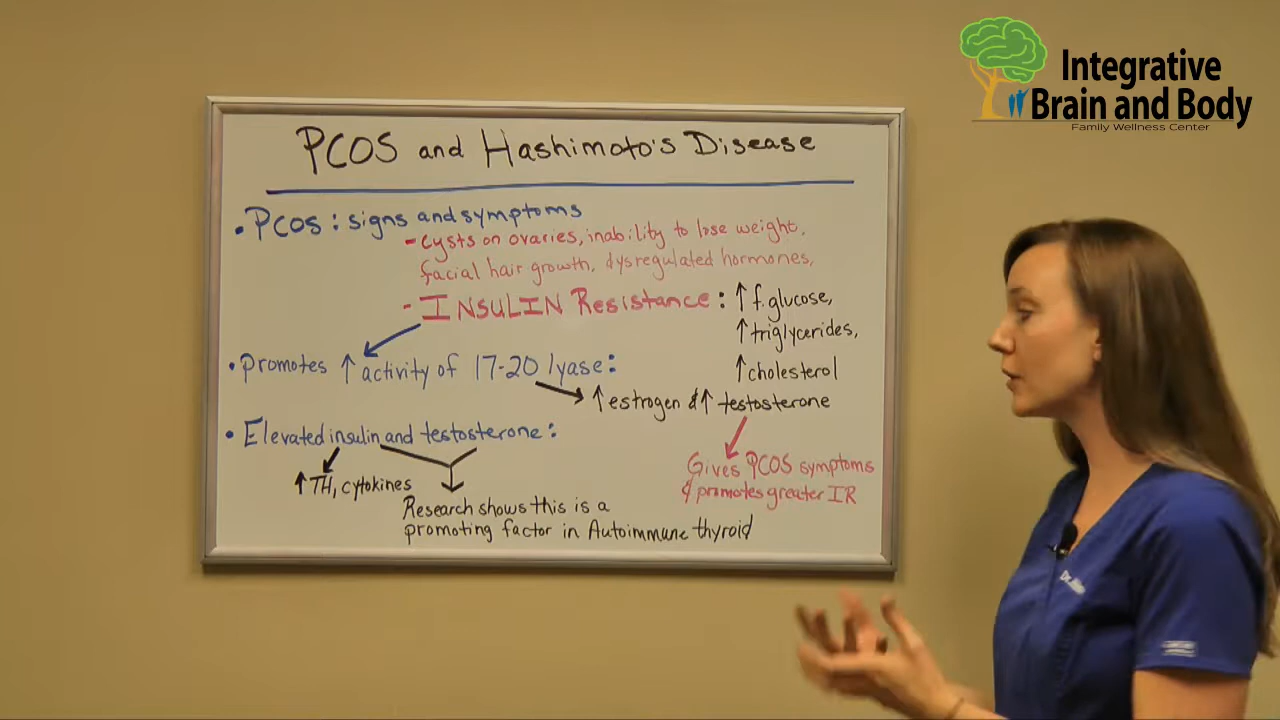 Integrative
Brain and Body
Family Wellness Center
PCOS and Hashimoto's Disease
• PCOS: signs and symptoms
- cysts on ovaries, inability to lose weight,
facial hair growth, dysregulated hormones,
- INSULIN Resistance: ↑ f. glucose,
↑ triglycerides,
↑ cholesterol
• promotes ↑ activity of 17-20 lyase:
↑ estrogen & ↑ testosterone
Gives PCOS symptoms
& promotes greater IR
• Elevated insulin and testosterone:
↑ TH, cytokines
Research shows this is a
promoting factor in Autoimmune thyroid
Dr.